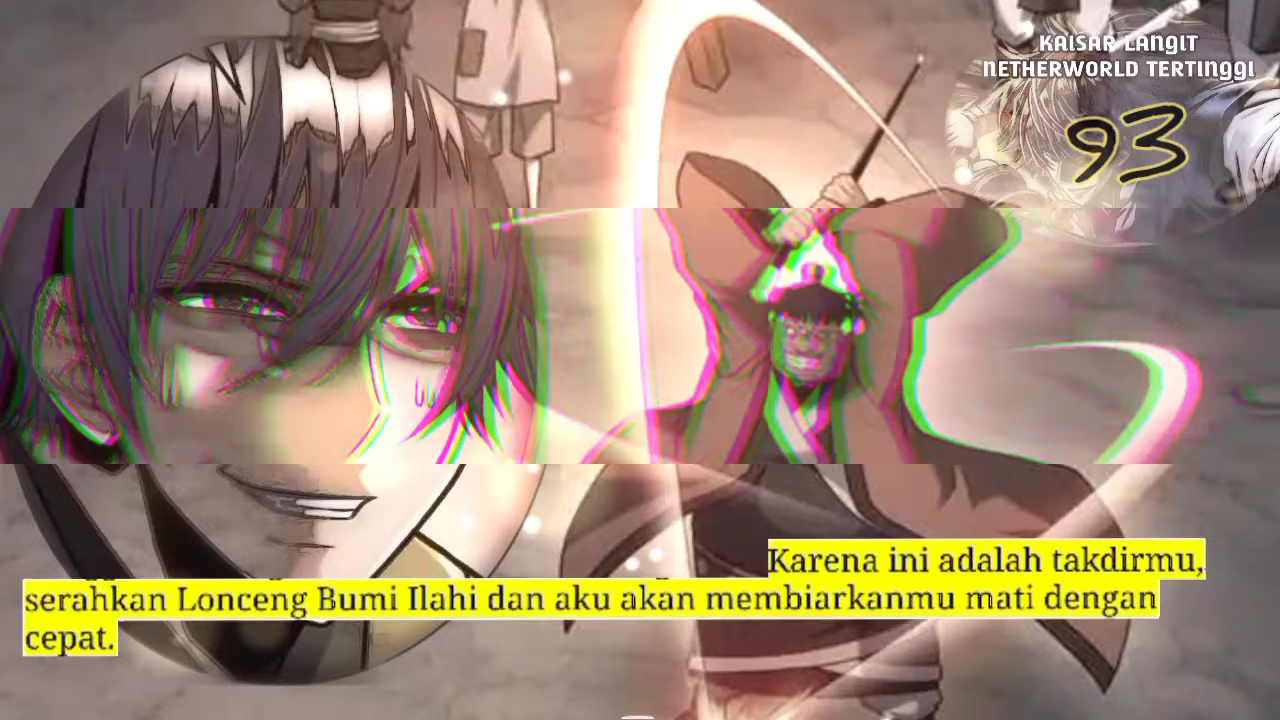 KAISAR LANGIT
NETHERWORLD TERTINGGI
93
Karena ini adalah takdirmu,
serahkan Lonceng Bumi Ilahi dan aku akan membiarkanmu mati dengan
cepat.